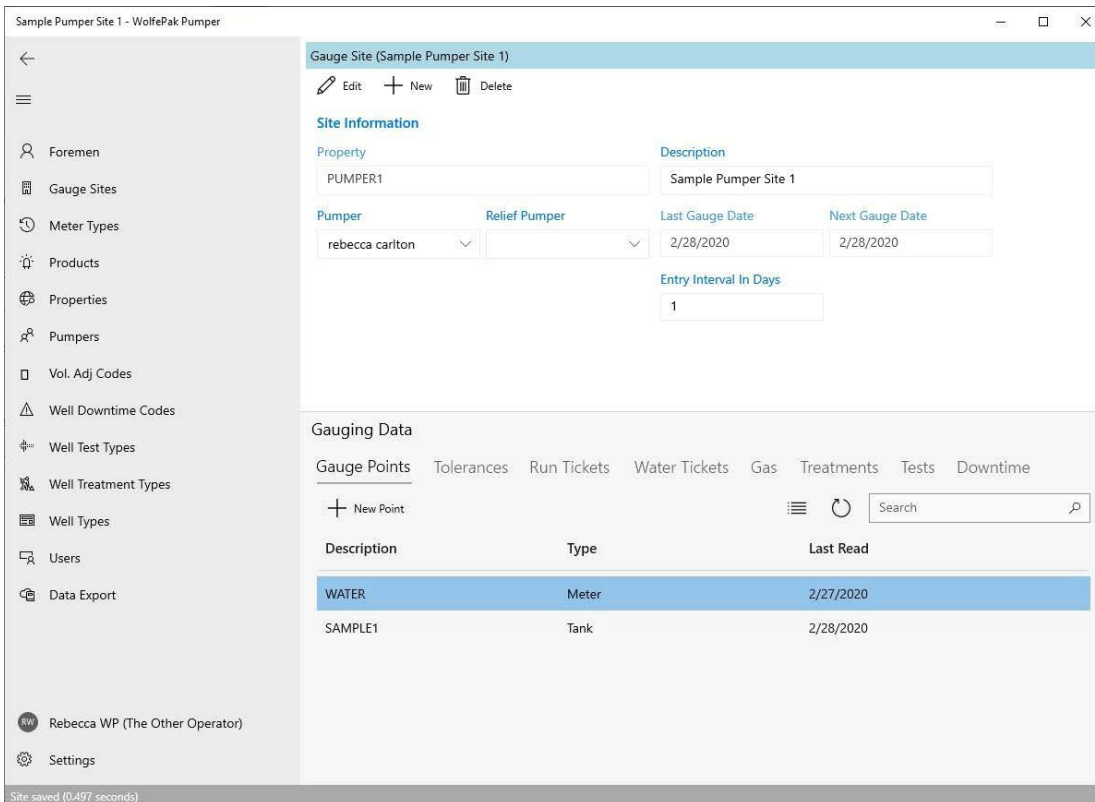 Sample Pumper Site 1 - WolfePak Pumper
Foremen
Gauge Sites
Meter Types
Products
Properties
Pumpers
Vol. Adj Codes
Well Downtime Codes
Well Test Types
Well Treatment Types
Well Types
Users
Data Export
RW Rebecca WP (The Other Operator)
Settings
Gauge Site (Sample Pumper Site 1)
Edit New Delete
Site Information
Property Description
PUMPER1 Sample Pumper Site 1
Pumper Relief Pumper Last Gauge Date Next Gauge Date
rebecca carlton 2/28/2020 2/28/2020
Entry Interval In Days
1
Gauging Data
Gauge Points Tolerances Run Tickets Water Tickets Gas Treatments Tests Downtime
New Point Search
Description Type Last Read
WATER Meter 2/27/2020
SAMPLE1 Tank 2/28/2020
Site saved (0.497 seconds)